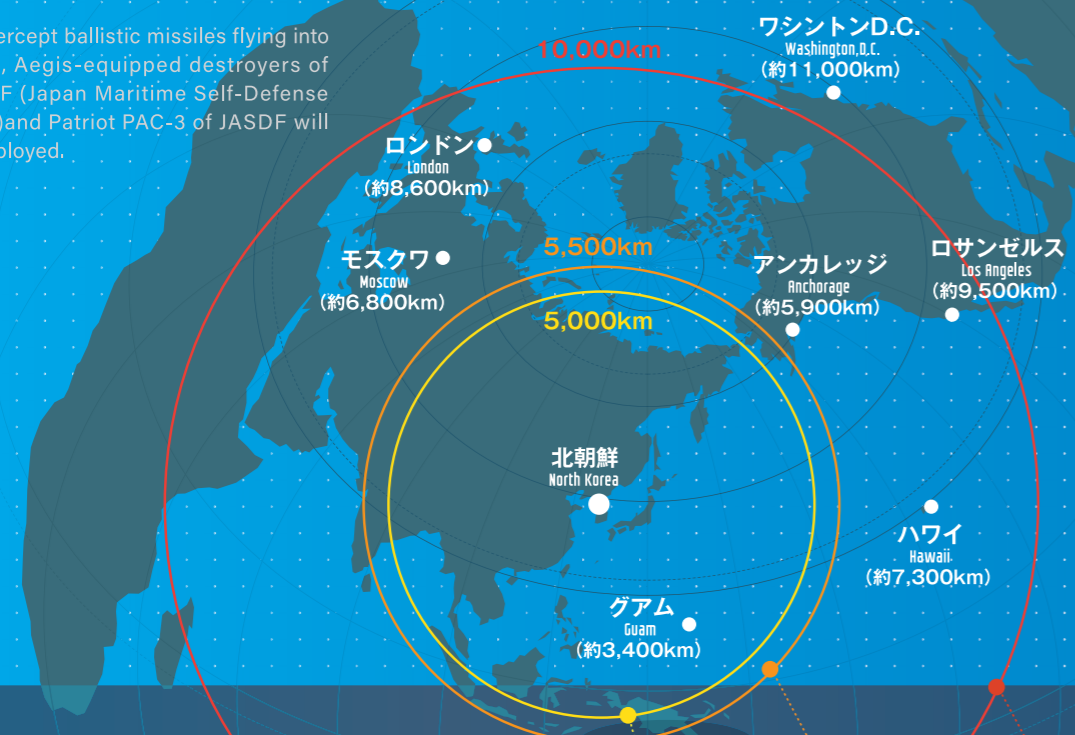 ercept ballistic missiles flying into
, Aegis-equipped destroyers of
F (Japan Maritime Self-Defense
)and Patriot PAC-3 of JASDF will
ployed.
10,000km
ワシントンD.C.
Washington,D.C.
(約11,000km)
ロンドン
London
(約8,600km)
モスクワ
Moscow
(約6,800km)
5,500km
5,000km
アンカレッジ
Anchorage
(約5,900km)
ロサンゼルス
Los Angeles
(約9,500km)
北朝鮮
North Korea
ハワイ
Hawaii
(約7,300km)
グアム
Guam
(約3,400km)